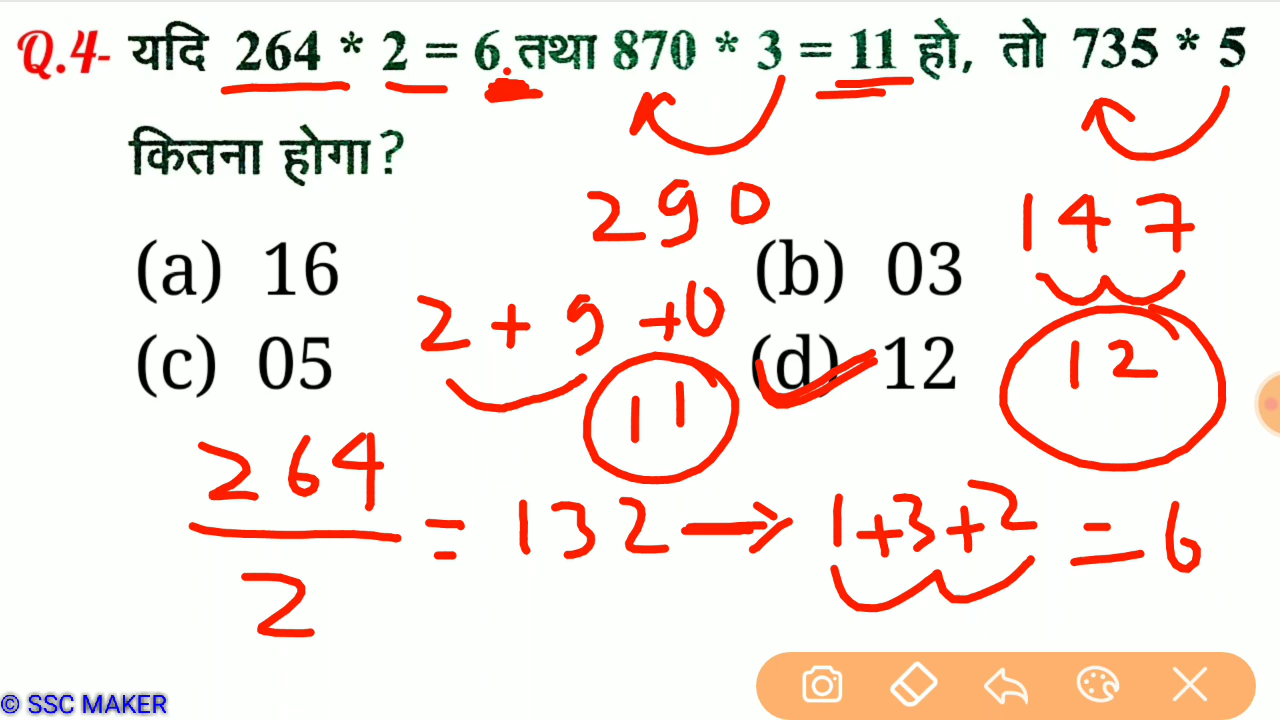 Q.4- यदि 264 * 2 = 6 तथा 870 * 3 = 11 हो, तो 735 * 5
कितना होगा?
290
147
(a) 16
(b) 03
2 + 9 + 0
11
12
(c) 05
(d) 12
264
2
= 132 → 1+3+2 = 6
© SSC MAKER